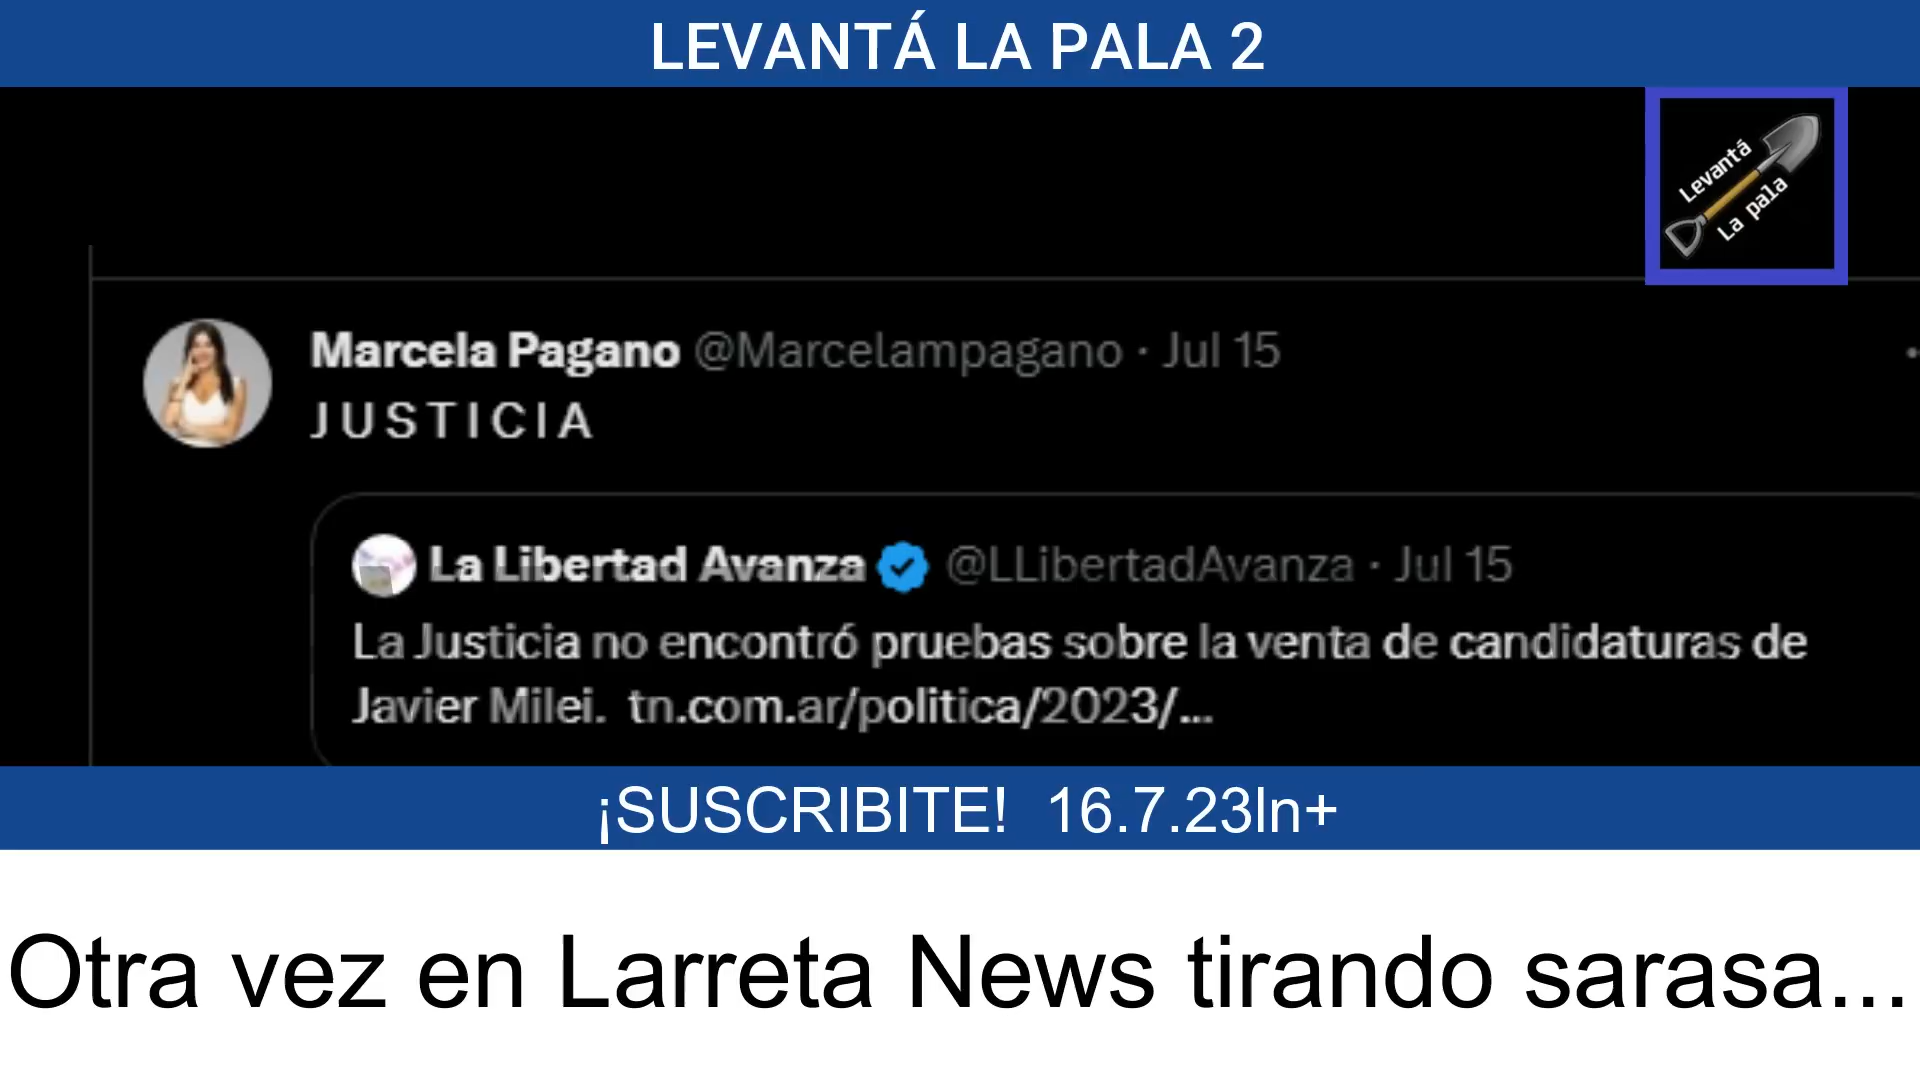 LEVANTÁ LA PALA 2
Levantá
La pala
Marcela Pagano @Marcelampagano · Jul 15
JUSTICIA
La Libertad Avanza @LLibertadAvanza · Jul 15
La Justicia no encontró pruebas sobre la venta de candidaturas de
Javier Milei. tn.com.ar/politica/2023/...
¡SUSCRIBITE! 16.7.23ln+
Otra vez en Larreta News tirando sarasa...